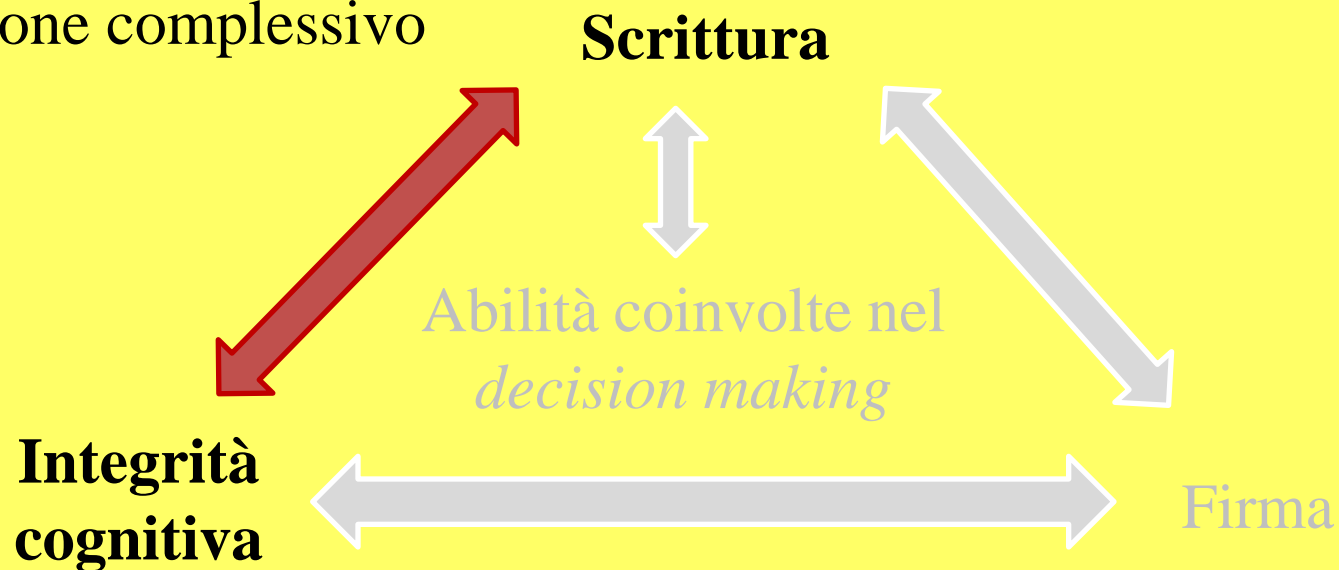 one complessivo
Scrittura
Abilità coinvolte nel
decision making
Integrità
cognitiva
Firma